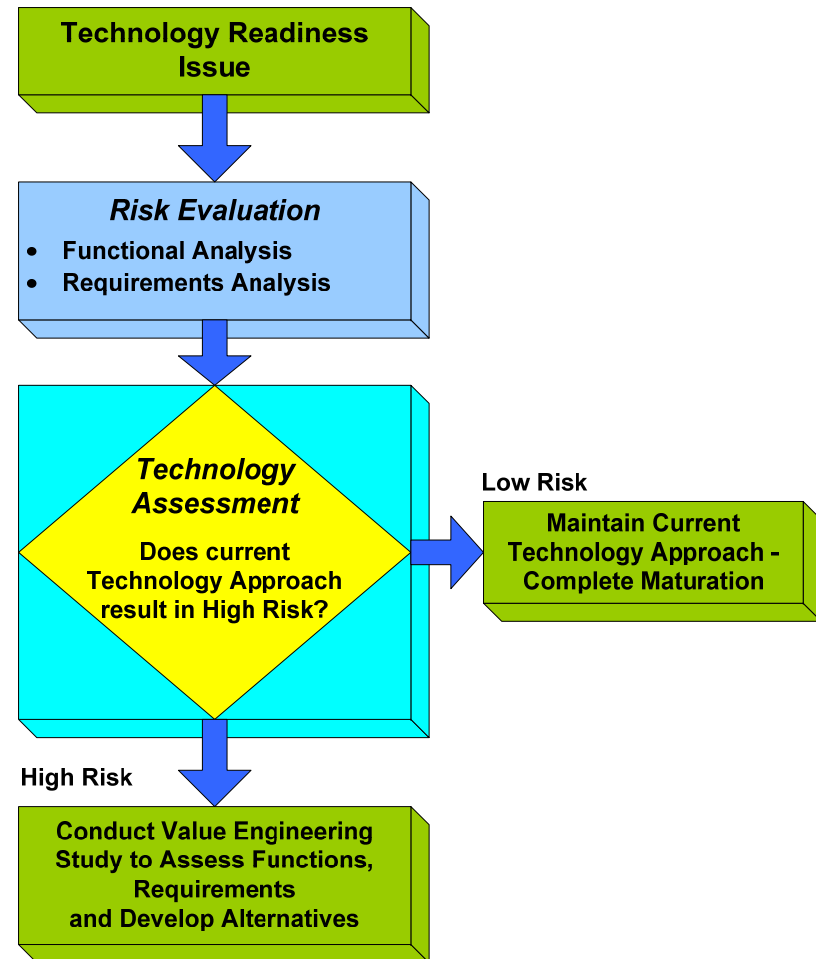 Technology Readiness
Issue
Risk Evaluation
• Functional Analysis
• Requirements Analysis
Technology
Assessment
Does current
Technology Approach
result in High Risk?
Low Risk
Maintain Current
Technology Approach -
Complete Maturation
High Risk
Conduct Value Engineering
Study to Assess Functions,
Requirements
and Develop Alternatives